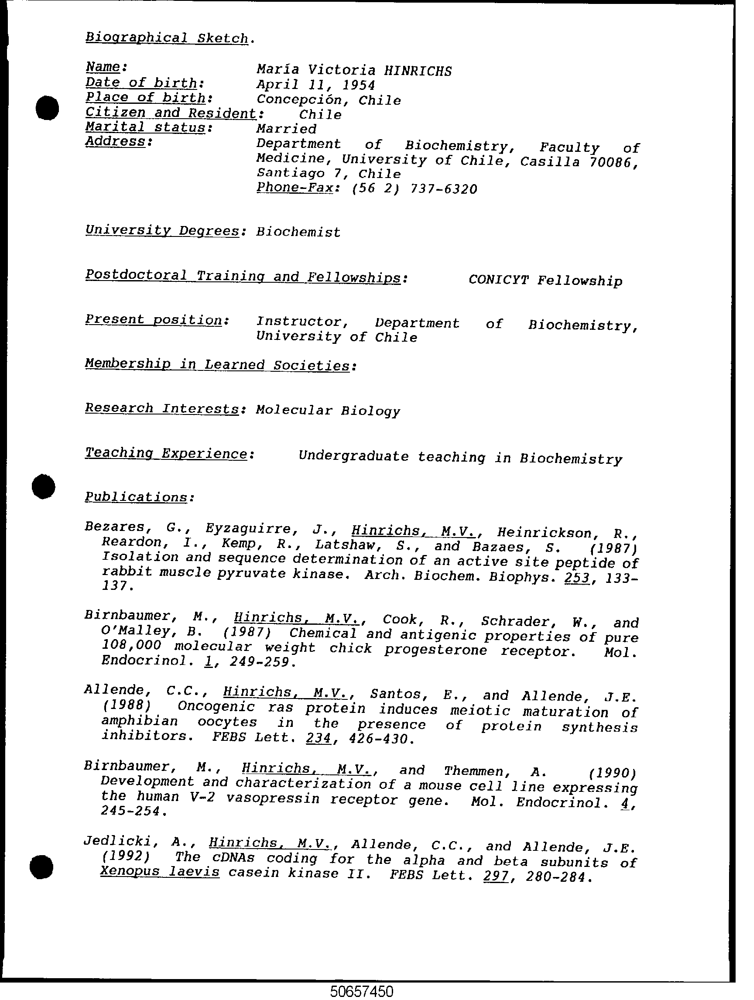 Biographical Sketch.
Name: María Victoria HINRICHS
Date of birth: April 11, 1954
Place of birth: Concepción, Chile
Citizen and Resident: Chile
Marital status: Married
Address: Department of Biochemistry, Faculty of
Medicine, University of Chile, Casilla 70086,
Santiago 7, Chile
Phone-Fax: (56 2) 737-6320
University Degrees: Biochemist
Postdoctoral Training and Fellowships: CONICYT Fellowship
Present position: Instructor, Department of Biochemistry,
University of Chile
Membership in Learned Societies:
Research Interests: Molecular Biology
Teaching Experience: Undergraduate teaching in Biochemistry
Publications:
Bezares, G., Eyzaguirre, J., Hinrichs, M.V., Heinrickson, R.,
Reardon, I., Kemp, R., Latshaw, S., and Bazaes, S. (1987)
Isolation and sequence determination of an active site peptide of
rabbit muscle pyruvate kinase. Arch. Biochem. Biophys. 253, 133-
137.
Birnbaumer, M., Hinrichs, M.V., Cook, R., Schrader, W., and
O'Malley, B. (1987) Chemical and antigenic properties of pure
108,000 molecular weight chick progesterone receptor. Mol.
Endocrinol. 1, 249-259.
Allende, C.C., Hinrichs, M.V., Santos, E., and Allende, J.E.
(1988) Oncogenic ras protein induces meiotic maturation of
amphibian oocytes in the presence of protein synthesis
inhibitors. FEBS Lett. 234, 426-430.
Birnbaumer, M., Hinrichs, M.V., and Themmen, A. (1990)
Development and characterization of a mouse cell line expressing
the human V-2 vasopressin receptor gene. Mol. Endocrinol. 4,
245-254.
Jedlicki, A., Hinrichs, M.V., Allende, C.C., and Allende, J.E.
(1992) The cDNAs coding for the alpha and beta subunits of
Xenopus laevis casein kinase II. FEBS Lett. 297, 280-284.
50657450